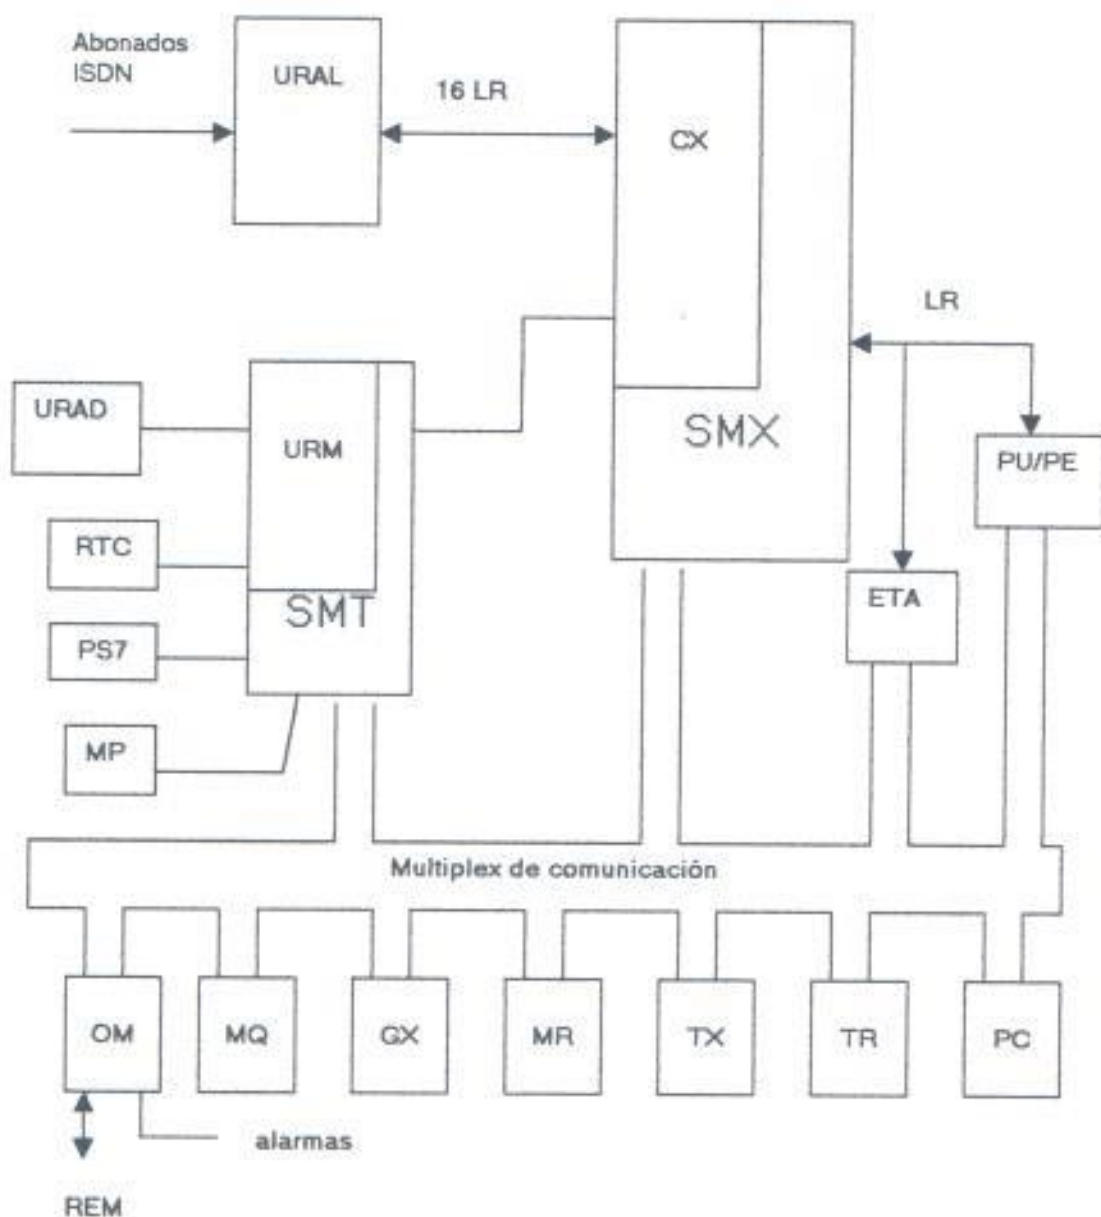 Abonados
ISDN
URAL
16 LR
CX
LR
URAD
URM
SMX
PU/PE
RTC
ETA
SMT
PS7
MP
Multiplex de comunicación
OM
MQ
GX
MR
TX
TR
PC
alarmas
REM